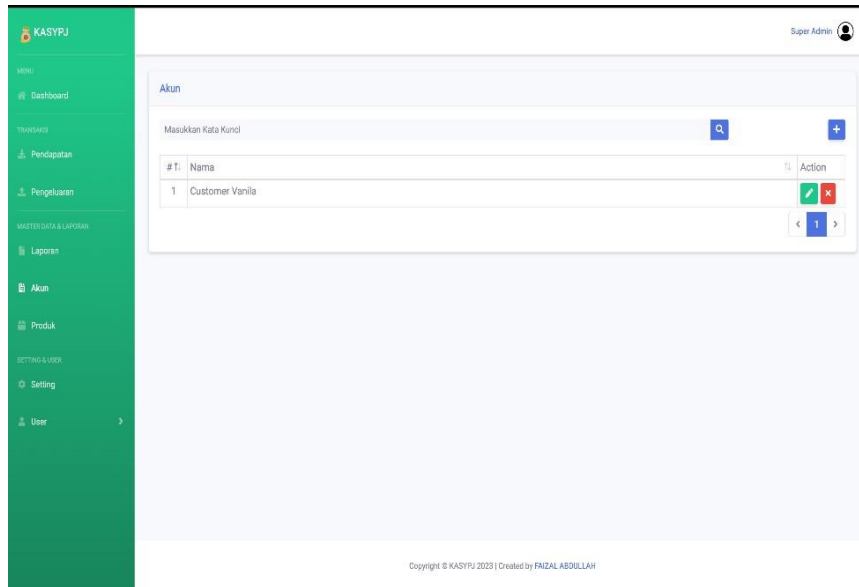 KASYPJ
Super Admin
MENU
Dashboard
TRANSAKSI
Pendapatan
Pengeluaran
MASTER DATA & LAPORAN
Laporan
Akun
Produk
SETTING & USER
Setting
User
Akun
Masukkan Kata Kunci
# Nama Action
1 Customer Vanila
1
Copyright © KASYPJ 2023 | Created by FAIZAL ABDULLAH